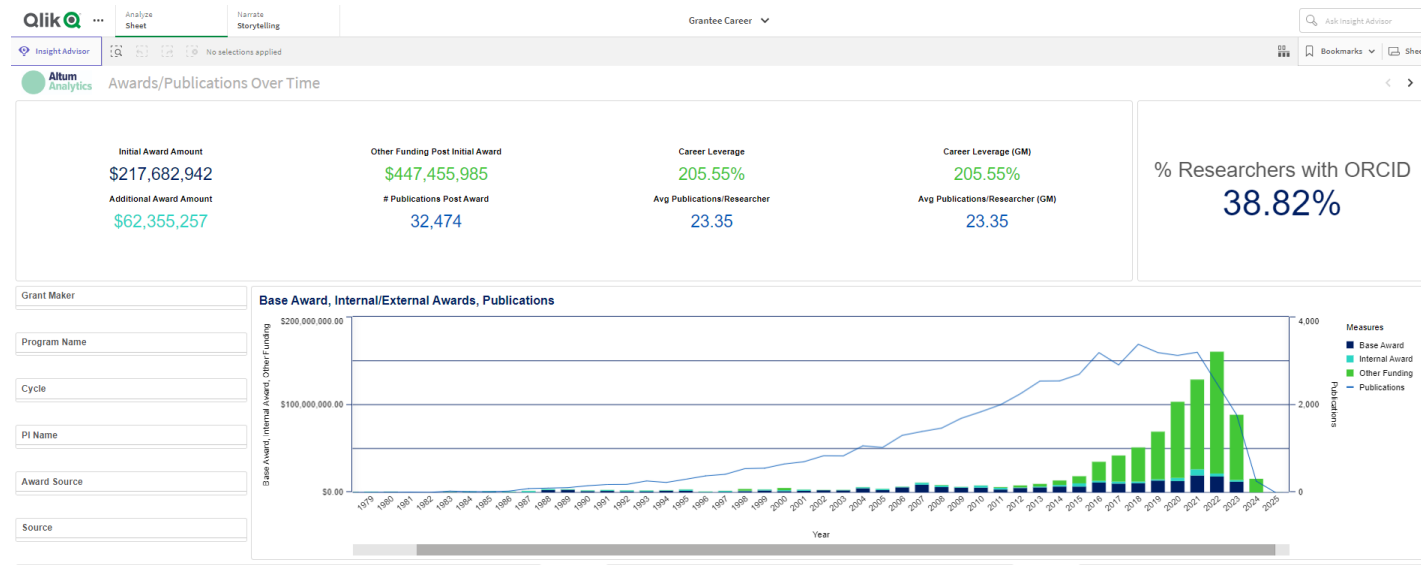 Qlik
...
Analyze
Sheet
Narrate
Storytelling
Grantee Career
Ask Insight Advisor
Insight Advisor
No selections applied
Bookmarks
Shee
Altum
Analytics
Awards/Publications Over Time
Initial Award Amount
$217,682,942
Additional Award Amount
$62,355,257
Other Funding Post Initial Award
$447,455,985
# Publications Post Award
32,474
Career Leverage
205.55%
Avg Publications/Researcher
23.35
Career Leverage (GM)
205.55%
Avg Publications/Researcher (GM)
23.35
% Researchers with ORCID
38.82%
Grant Maker
Program Name
Cycle
PI Name
Award Source
Source
Base Award, Internal/External Awards, Publications
Base Award, Internal Award, Other Funding
$200,000,000.00
$100,000,000.00
$0.00
1979 1980 1981 1982 1983 1984 1985 1986 1987 1988 1989 1990 1991 1992 1993 1994 1995 1996 1997 1998 1999 2000 2001 2002 2003 2004 2005 2006 2007 2008 2009 2010 2011 2012 2013 2014 2015 2016 2017 2018 2019 2020 2021 2022 2023 2024 2025
Year
4,000
2,000
0
Publications
Measures
Base Award
Internal Award
Other Funding
Publications